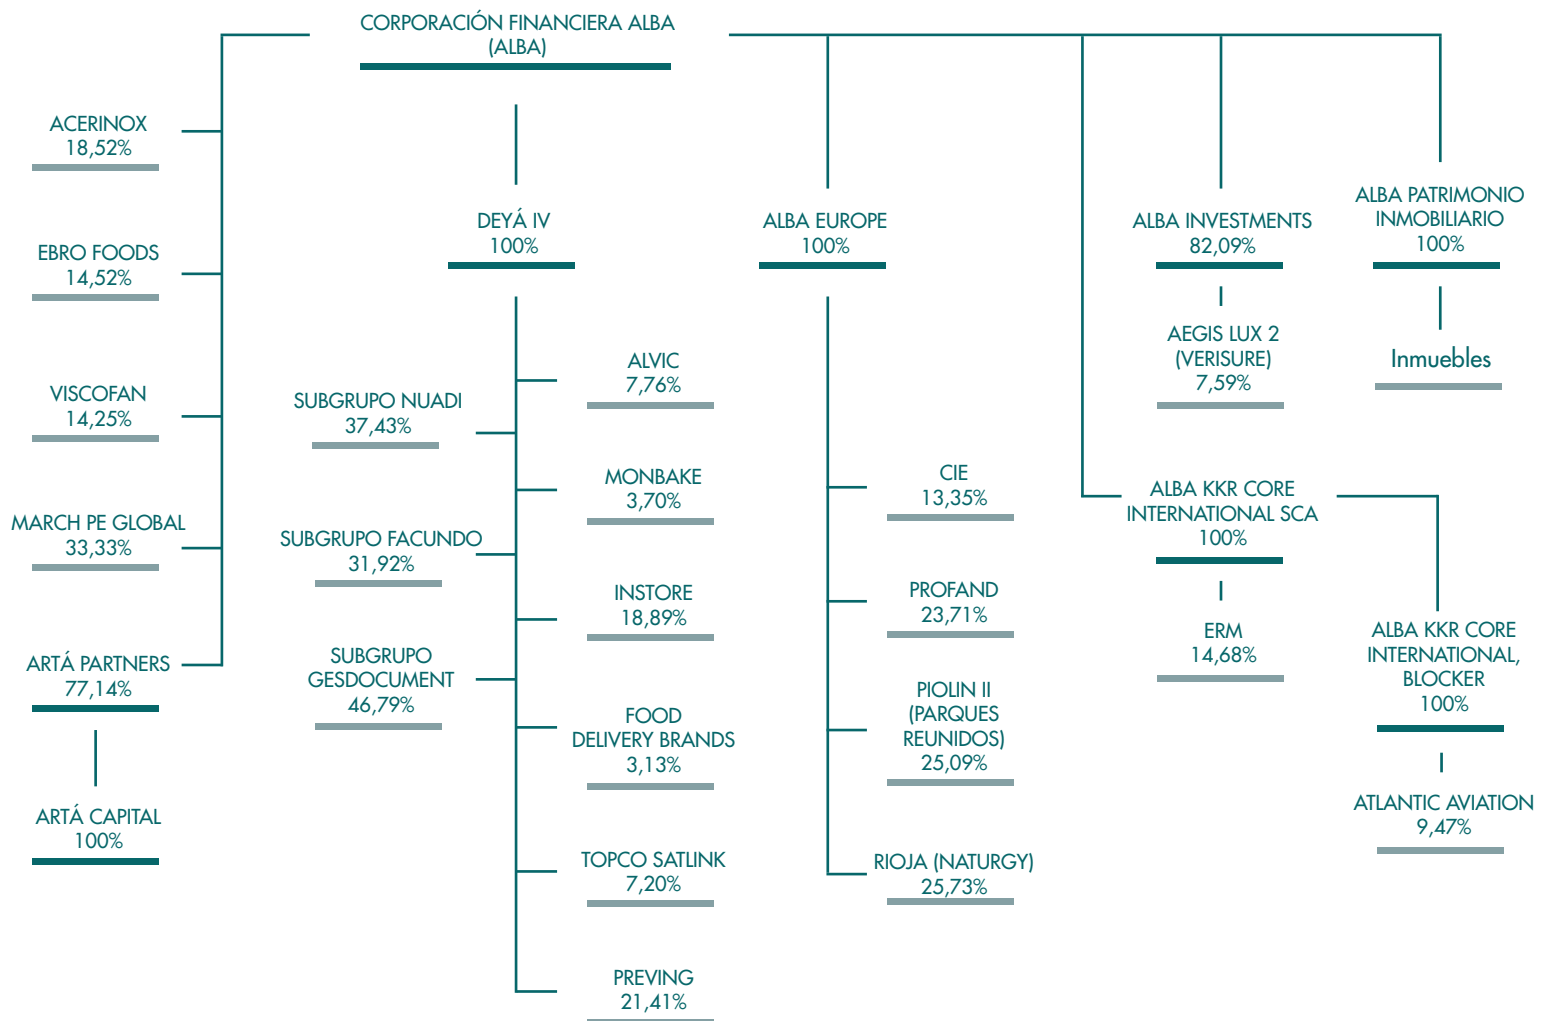 CORPORACIÓN FINANCIERA ALBA
(ALBA)
ACERINOX
18,52%
EBRO FOODS
14,52%
VISCOFAN
14,25%
MARCH PE GLOBAL
33,33%
ARTÁ PARTNERS
77,14%
ARTÁ CAPITAL
100%
DEYÁ IV
100%
SUBGRUPO NUADI
37,43%
SUBGRUPO FACUNDO
31,92%
SUBGRUPO
GESDOCUMENT
46,79%
ALVIC
7,76%
MONBAKE
3,70%
INSTORE
18,89%
FOOD
DELIVERY BRANDS
3,13%
TOPCO SATLINK
7,20%
PREVING
21,41%
ALBA EUROPE
100%
CIE
13,35%
PROFAND
23,71%
PIOLIN II
(PARQUES
REUNIDOS)
25,09%
RIOJA (NATURGY)
25,73%
ALBA INVESTMENTS
82,09%
AEGIS LUX 2
(VERISURE)
7,59%
ALBA KKR CORE
INTERNATIONAL SCA
100%
ERM
14,68%
ALBA PATRIMONIO
INMOBILIARIO
100%
Inmuebles
ALBA KKR CORE
INTERNATIONAL,
BLOCKER
100%
ATLANTIC AVIATION
9,47%